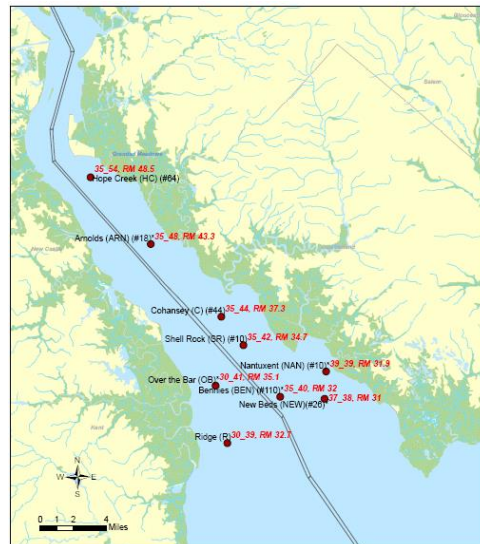 35_54, RM 48.5
Hope Creek (HC) (#64)
Arnolds (ARN) (#18)* 35_48, RM 43.3
Cohansey (C) (#44) 35_44, RM 37.3
Shell Rock (SR) (#10) 35_42, RM 34.7
Nantuxent (NAN) (#10)* 39_39, RM 31.9
Over the Bar (OB)* 30_41, RM 35.1
Bennies (BEN) (#110)* 35_40, RM 32
New Beds (NEW)(#26)* 37_38, RM 31
Ridge (R) 30_39, RM 32.7
N
W E
S
0 2 4
Miles